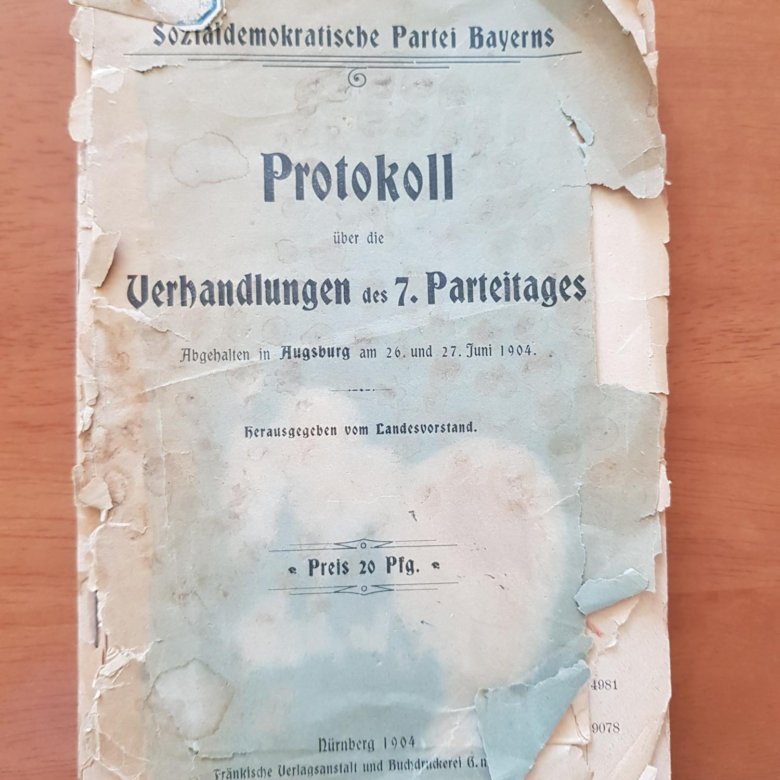 Sozialdemokratische Partei Bayerns
Protokoll
über die
Verhandlungen des 7. Parteitages
Abgehalten in Augsburg am 26. und 27. Juni 1904.
Herausgegeben vom Landesvorstand.
Preis 20 Pfg.
4981
9078
Nürnberg 1904
Fränkische Verlagsanstalt und Buchdruckerei G.